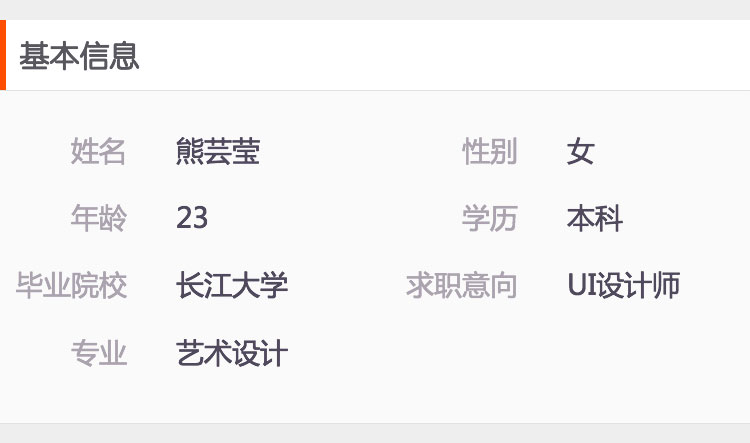 基本信息
姓名 熊芸莹 性别 女
年龄 23 学历 本科
毕业院校 长江大学 求职意向 UI设计师
专业 艺术设计